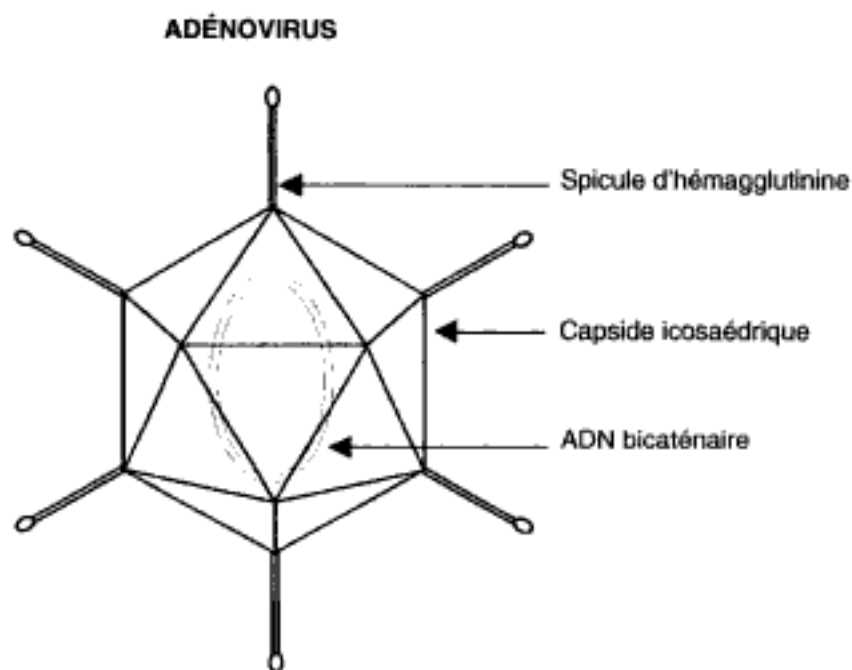 ADÉNOVIRUS
Spicule d'hémagglutinine
Capside icosaédrique
ADN bicaténaire